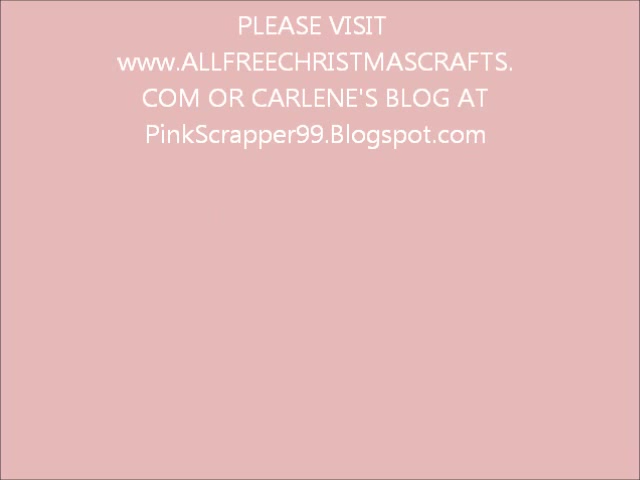 PLEASE VISIT
www.ALLFREECHRISTMASCRAFTS.
COM OR CARLENE'S BLOG AT
PinkScrapper99.Blogspot.com